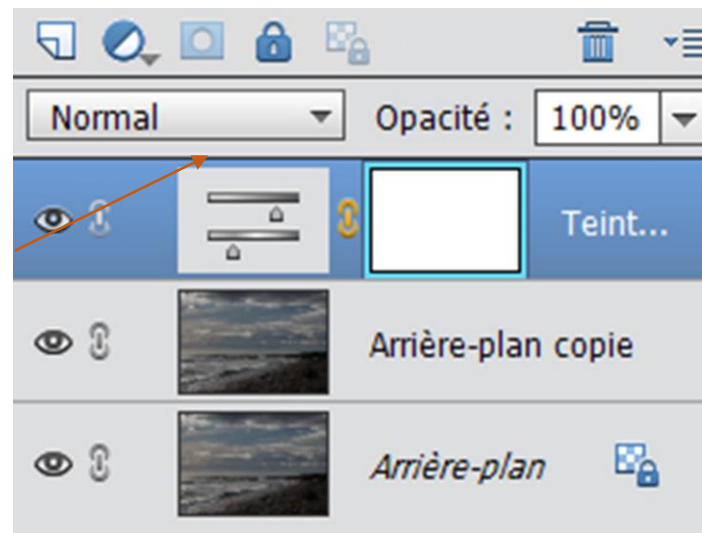 Normal Opacité : 100%
Teint...
Arrière-plan copie
Arrière-plan